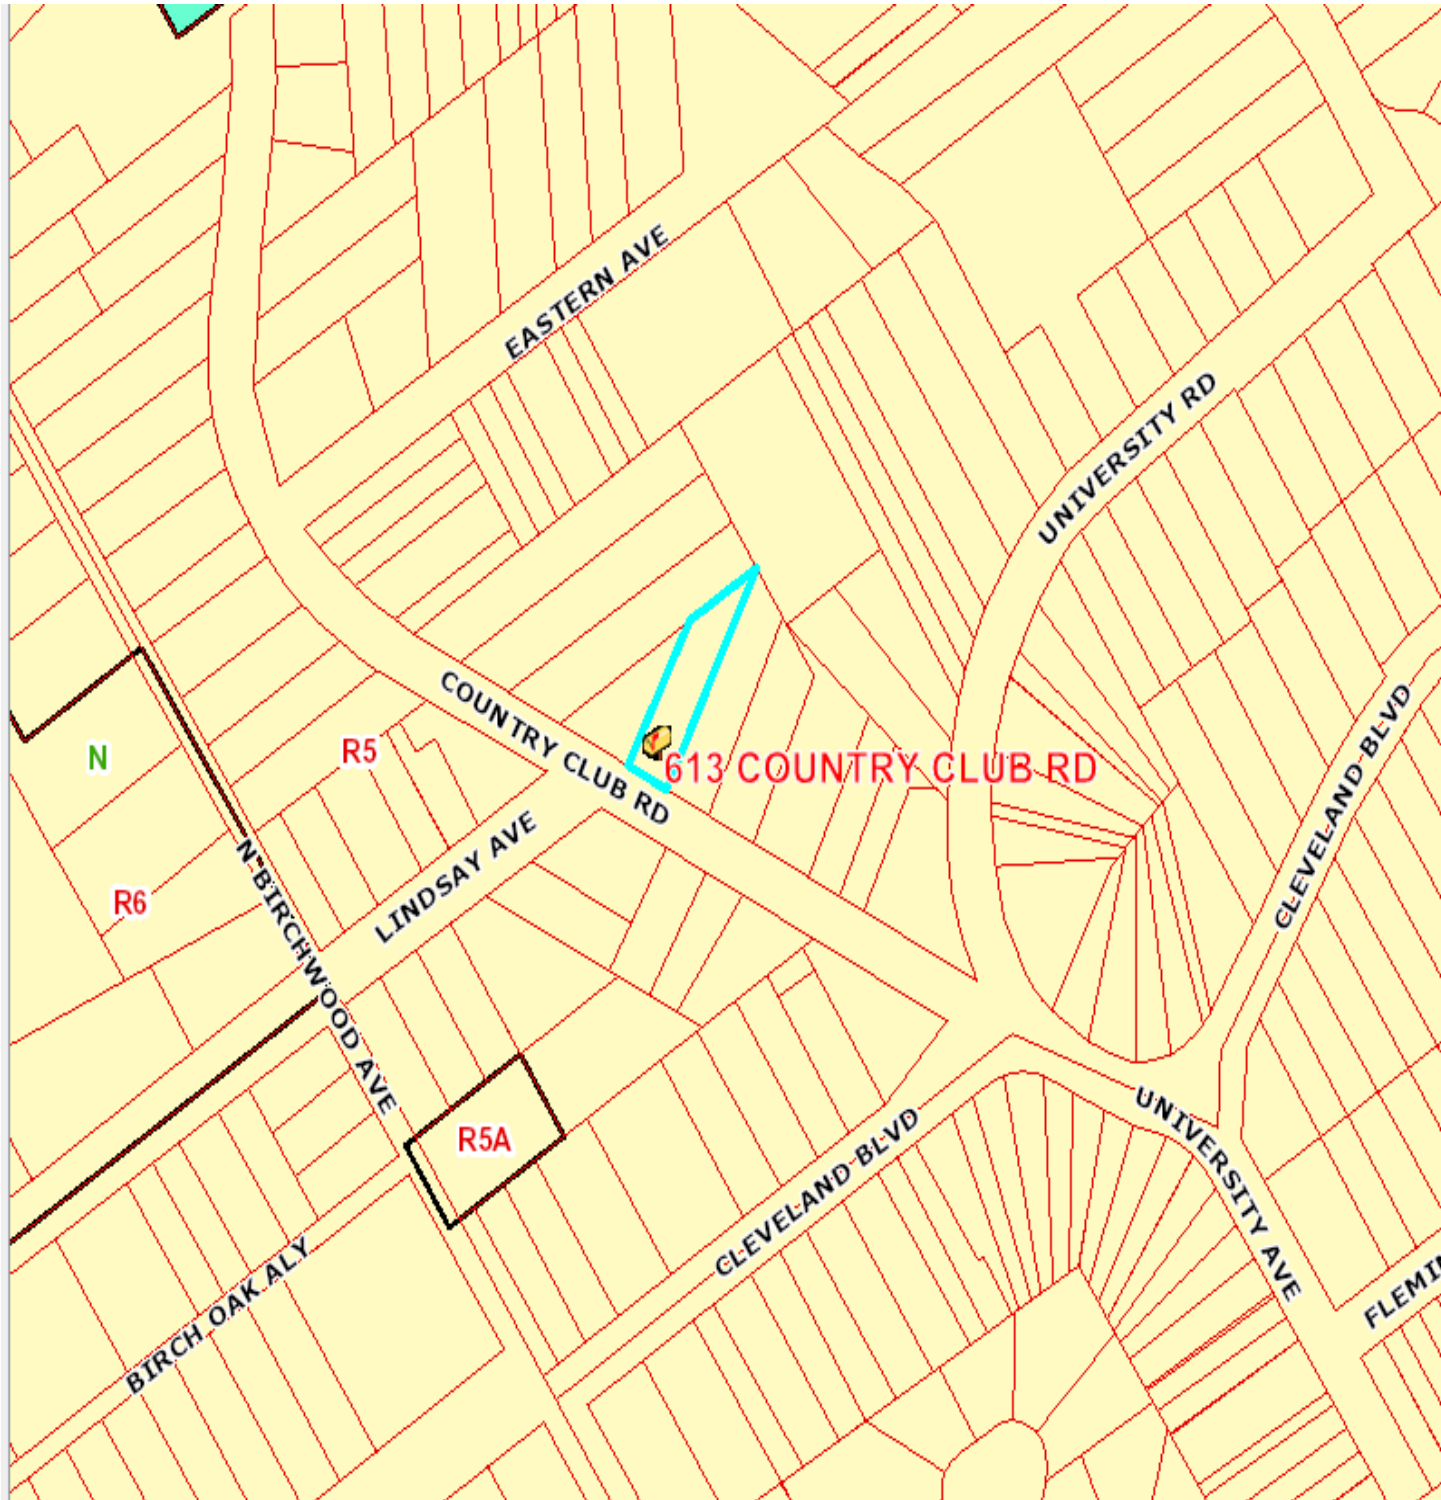 EASTERN AVE
UNIVERSITY RD
COUNTRY CLUB RD
N
R5
613 COUNTRY CLUB RD
CLEVELAND BLVD
LINDSAY AVE
R6
N BIRCHWOOD AVE
R5A
UNIVERSITY AVE
CLEVELAND BLVD
BIRCH OAK ALY
FLEMIN